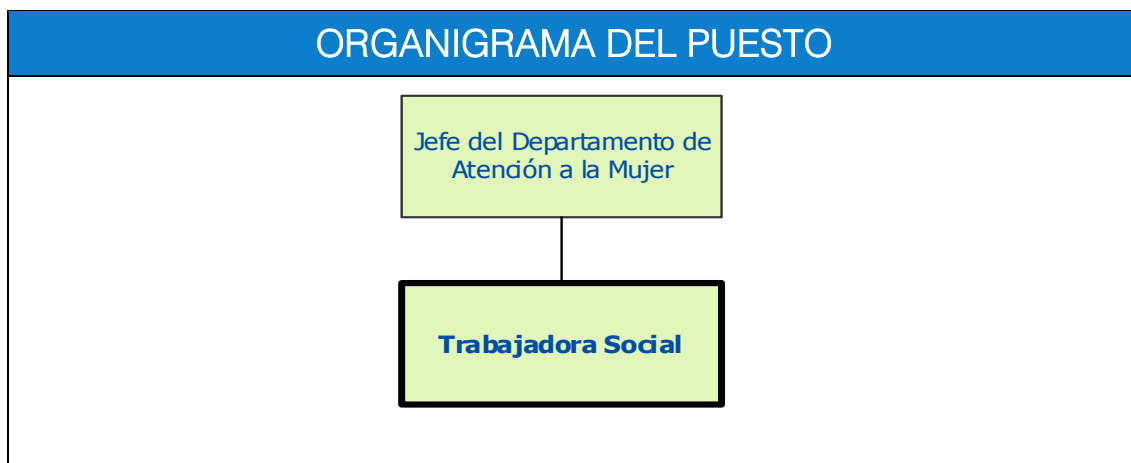 ORGANIGRAMA DEL PUESTO
Jefe del Departamento de
Atención a la Mujer
Trabajadora Social